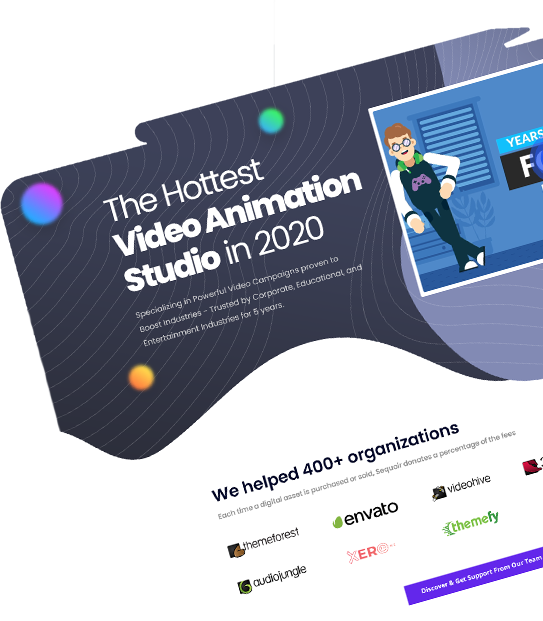 The Hottest
Video Animation
Studio in 2020
Specializing in Powerful Video Campaigns proven to
Boost Industries - Trusted by Corporate, Educational, and
Entertainment Industries for 5 years.
YEARS
F
We helped 400+ organizations
Each time a digital asset is purchased or sold, Sequoir donates a percentage of the fees
themeforest
envato
videohive
audiojungle
XERO
themefy
Discover & Get Support From Our Team